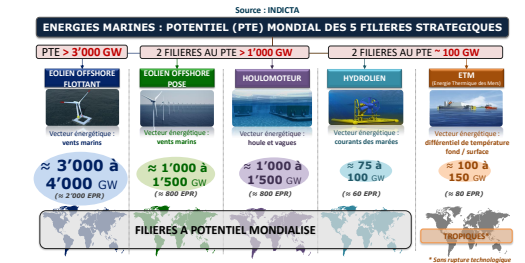 Source : INDICTA
ENERGIES MARINES : POTENTIEL (PTE) MONDIAL DES 5 FILIERES STRATEGIQUES
PTE > 3'000 GW
2 FILIERES AU PTE > 1'000 GW
2 FILIERES AU PTE ~ 100 GW
EOLIEN OFFSHORE
FLOTTANT
Vecteur énergétique :
vents marins
≈ 3'000 à
4'000 GW
(≈ 2'000 EPR)
EOLIEN OFFSHORE
POSE
Vecteur énergétique :
vents marins
≈ 1'000 à
1'500 GW
(≈ 800 EPR)
HOULOMOTEUR
Vecteur énergétique :
houle et vagues
≈ 1'000 à
1'500 GW
(≈ 800 EPR)
HYDROLIEN
Vecteur énergétique :
courants des marées
≈ 75 à
100 GW
(≈ 60 EPR)
ETM
(Energie Thermique des Mers)
Vecteur énergétique :
différentiel de température
fond / surface
≈ 100 à
150 GW
(≈ 80 EPR)
FILIERES A POTENTIEL MONDIALISE
TROPIQUES*
* Sans rupture technologique